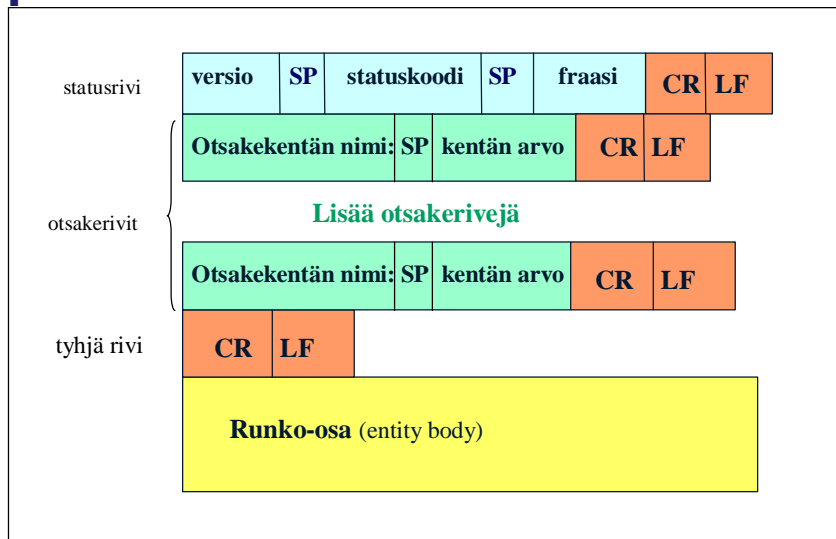 statusrivi versio SP statuskoodi SP fraasi CR LF
Otsakekentän nimi: SP kentän arvo CR LF
otsakerivit Lisää otsakerivejä
Otsakekentän nimi: SP kentän arvo CR LF
tyhjä rivi CR LF
Runko-osa (entity body)